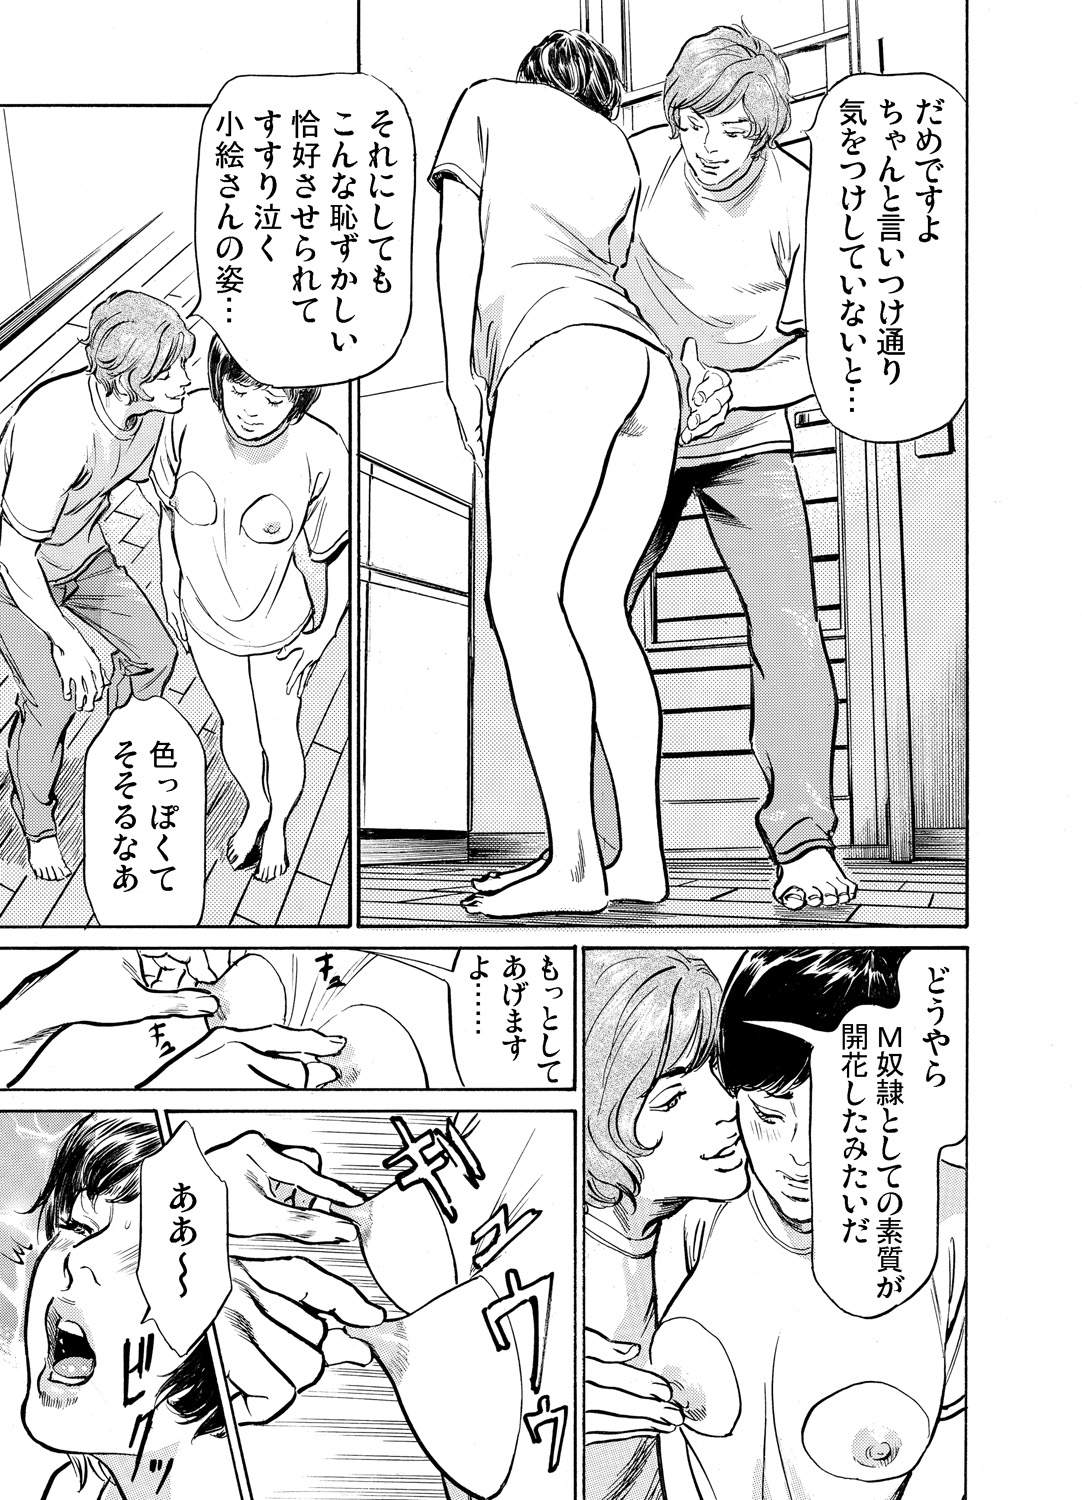 だめですよ
ちゃんと言いつけ通り
気をつけしていないと…
それにしても
こんな恥ずかしい
恰好させられて
すすり泣く
小絵さんの姿…
色っぽくて
そそるなあ
どうやら
M奴隷としての素質が
開花したみたいだ
もっとして
あげます
よ……
キュ
キュ
キュウウ
ああ～
ビクッ